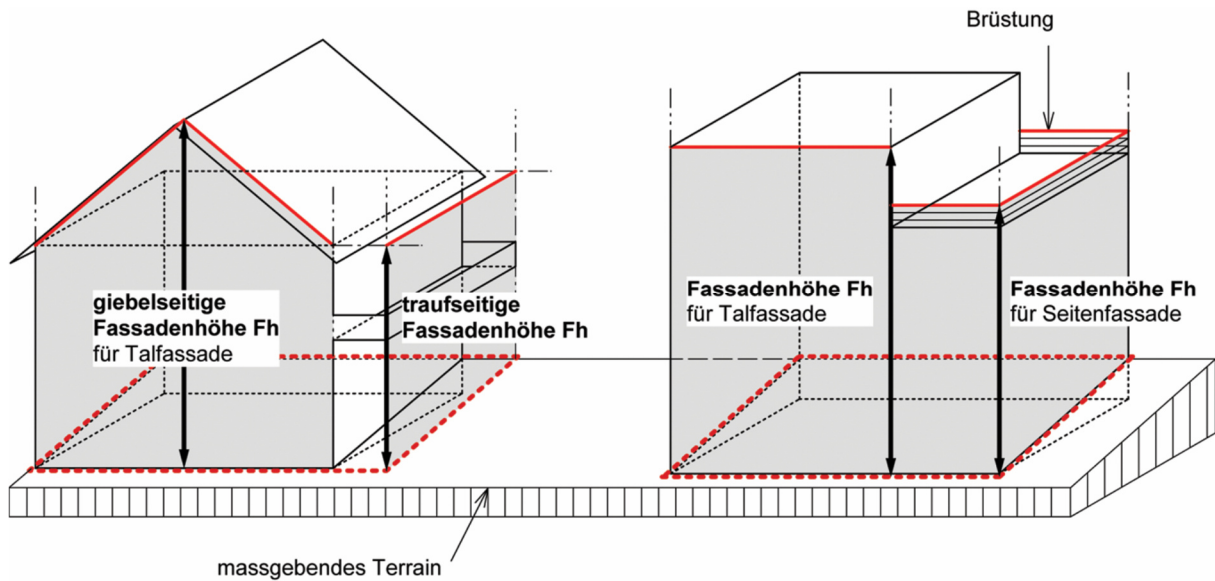 Brüstung
giebelseitige
Fassadenhöhe Fh
für Talfassade
traufseitige
Fassadenhöhe Fh
Fassadenhöhe Fh
für Talfassade
Fassadenhöhe Fh
für Seitenfassade
massgebendes Terrain